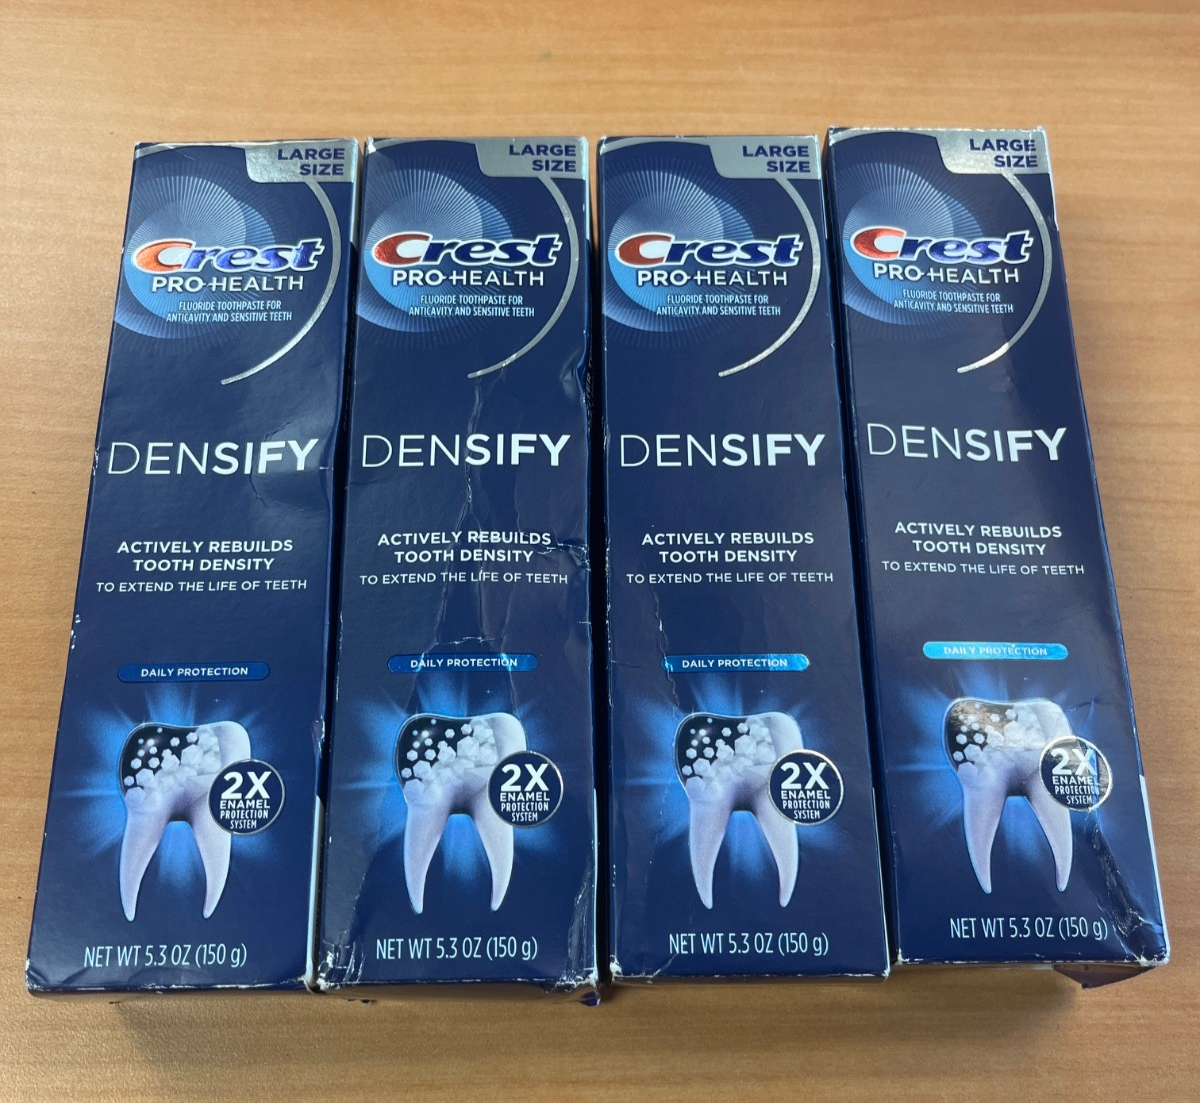 LARGE
SIZE
Crest
PRO-HEALTH
FLUORIDE TOOTHPASTE FOR
ANTICAVITY AND SENSITIVE TEETH
DENSIFY
ACTIVELY REBUILDS
TOOTH DENSITY
TO EXTEND THE LIFE OF TEETH
DAILY PROTECTION
2X
ENAMEL
PROTECTION
SYSTEM
NET WT 5.3 OZ (150 g)
LARGE
SIZE
Crest
PRO-HEALTH
FLUORIDE TOOTHPASTE FOR
ANTICAVITY AND SENSITIVE TEETH
DENSIFY
ACTIVELY REBUILDS
TOOTH DENSITY
TO EXTEND THE LIFE OF TEETH
DAILY PROTECTION
2X
ENAMEL
PROTECTION
SYSTEM
NET WT 5.3 OZ (150 g)
LARGE
SIZE
Crest
PRO-HEALTH
FLUORIDE TOOTHPASTE FOR
ANTICAVITY AND SENSITIVE TEETH
DENSIFY
ACTIVELY REBUILDS
TOOTH DENSITY
TO EXTEND THE LIFE OF TEETH
DAILY PROTECTION
2X
ENAMEL
PROTECTION
SYSTEM
NET WT 5.3 OZ (150 g)
LARGE
SIZE
Crest
PRO-HEALTH
FLUORIDE TOOTHPASTE FOR
ANTICAVITY AND SENSITIVE TEETH
DENSIFY
ACTIVELY REBUILDS
TOOTH DENSITY
TO EXTEND THE LIFE OF TEETH
DAILY PROTECTION
2X
ENAMEL
PROTECTION
SYSTEM
NET WT 5.3 OZ (150 g)